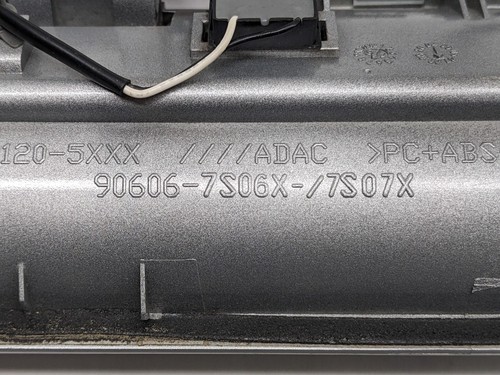 120-5XXX ////ADAC >PC+ABS
90606-7S06X-/7S07X